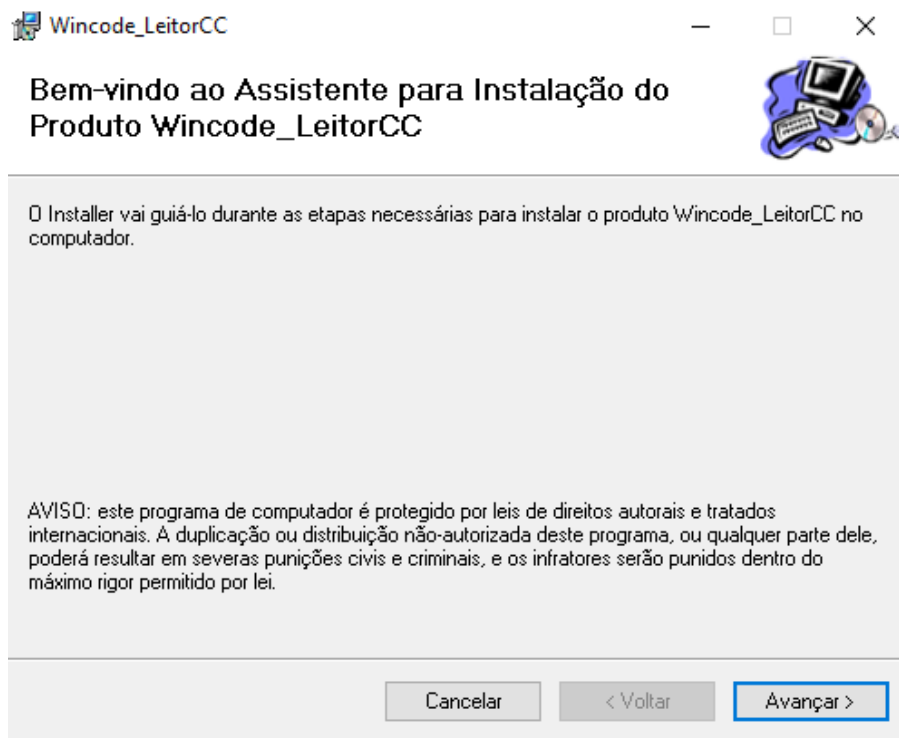 Wincode_LeitorCC
Bem-vindo ao Assistente para Instalação do
Produto Wincode_LeitorCC
O Installer vai guiá-lo durante as etapas necessárias para instalar o produto Wincode_LeitorCC no
computador.
AVISO: este programa de computador é protegido por leis de direitos autorais e tratados
internacionais. A duplicação ou distribuição não-autorizada deste programa, ou qualquer parte dele,
poderá resultar em severas punições civis e criminais, e os infratores serão punidos dentro do
máximo rigor permitido por lei.
Cancelar
< Voltar
Avançar >